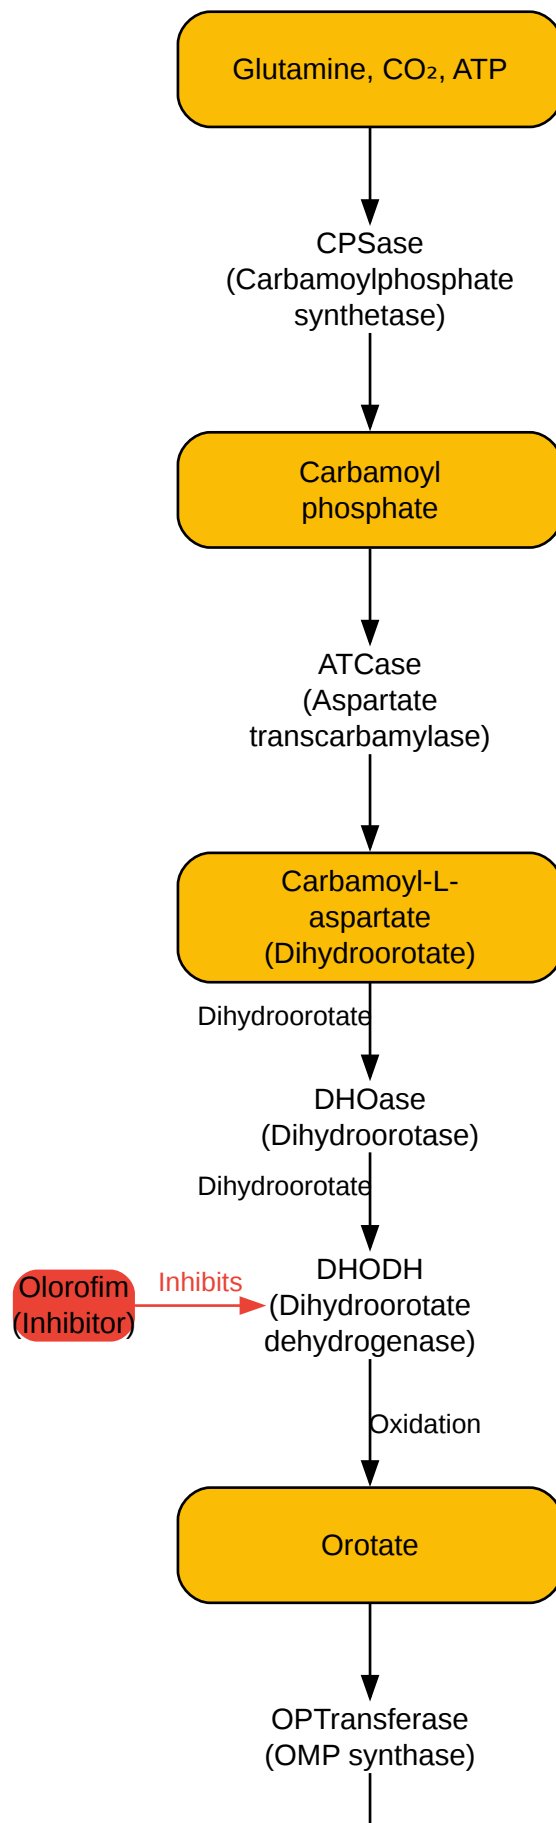 Glutamine, CO₂, ATP
CPSase
(Carbamoylphosphate
synthetase)
Carbamoyl
phosphate
ATCase
(Aspartate
transcarbamylase)
Carbamoyl-L-
aspartate
(Dihydroorotate)
Dihydroorotate
DHOase
(Dihydroorotase)
Dihydroorotate
Olorofim
(Inhibitor)
Inhibits
DHODH
(Dihydroorotate
dehydrogenase)
Oxidation
Orotate
OPTransferase
(OMP synthase)